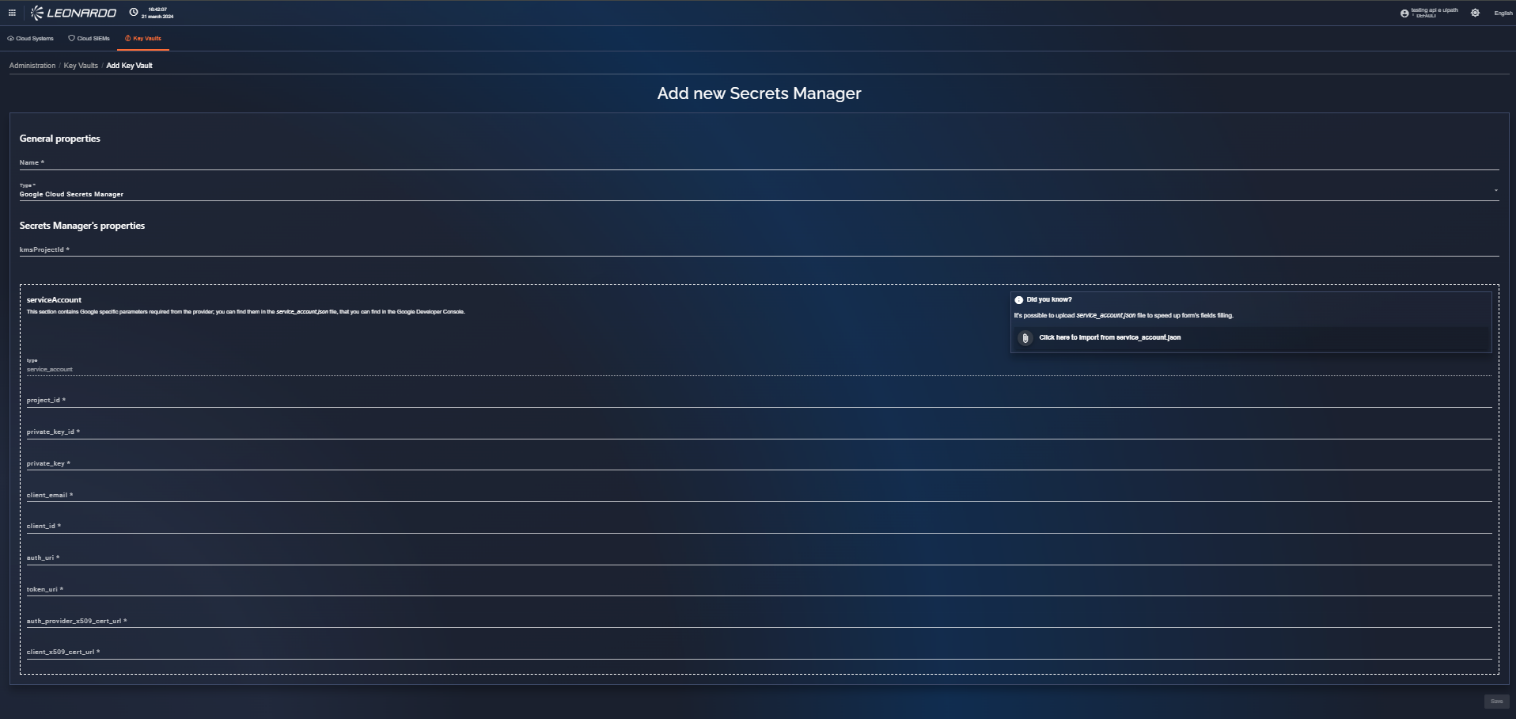 LEONARDO
16:42:07
21 march 2024
testing api e uipath
English
Cloud Systems
Cloud SIEMs
Key Vaults
Administration / Key Vaults / Add Key Vault
Add new Secrets Manager
General properties
Name *
Type *
Google Cloud Secrets Manager
Secrets Manager's properties
kmsProjectId *
serviceAccount
This section contains Google specific parameters required from the provider; you can find them in the service_account.json file, that you can find in the Google Developer Console.
Did you know?
It's possible to upload service_account.json file to speed up form's fields filling.
Click here to import from service_account.json
type
service_account
project_id *
private_key_id *
private_key *
client_email *
client_id *
auth_uri *
token_uri *
auth_provider_x509_cert_url *
client_x509_cert_url *
Save